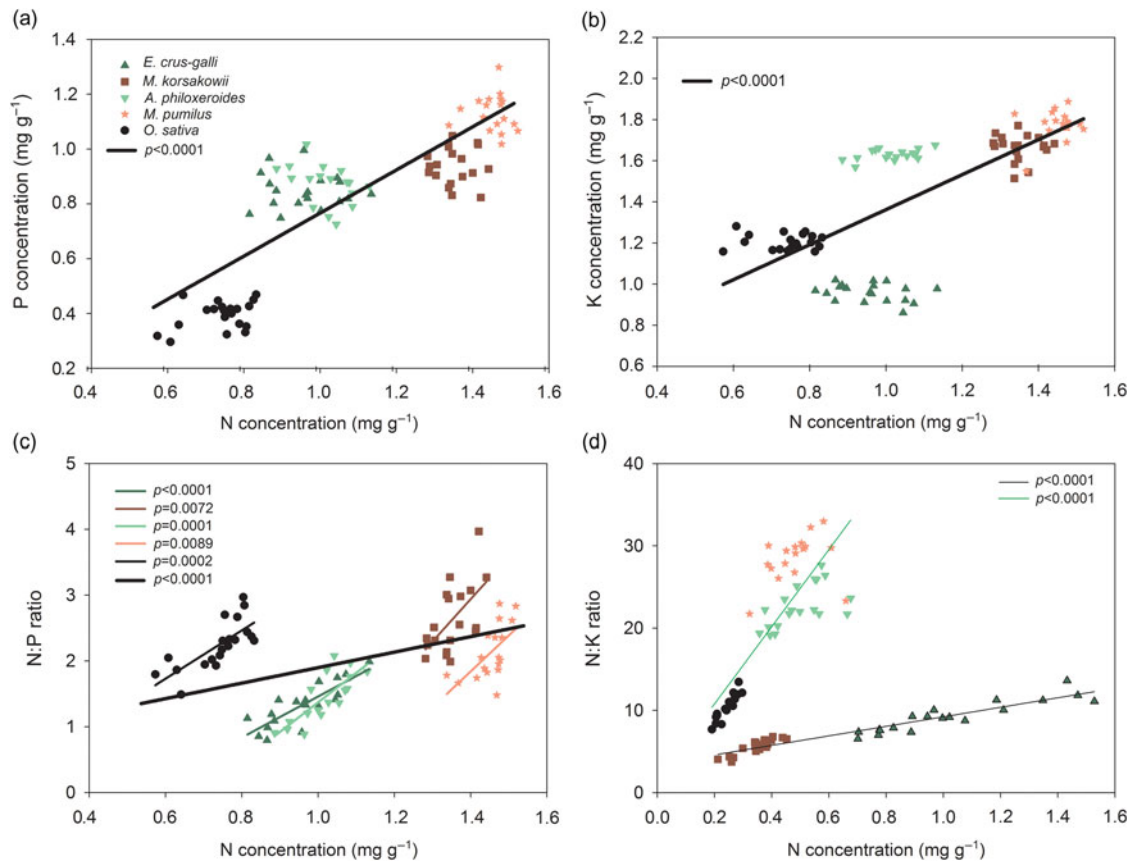 (a)
P concentration (mg g–1)
1.4
1.2
1.0
0.8
0.6
0.4
0.2
E. crus-galli
M. korsakowii
A. philoxeroides
M. pumilus
O. sativa
p<0.0001
0.4 0.6 0.8 1.0 1.2 1.4 1.6
N concentration (mg g–1)
(b)
K concentration (mg g–1)
2.2
2.0
1.8
1.6
1.4
1.2
1.0
0.8
0.6
p<0.0001
0.4 0.6 0.8 1.0 1.2 1.4 1.6
N concentration (mg g–1)
(c)
N:P ratio
5
4
3
2
1
0
p<0.0001
p=0.0072
p=0.0001
p=0.0089
p=0.0002
p<0.0001
0.4 0.6 0.8 1.0 1.2 1.4 1.6
N concentration (mg g–1)
(d)
N:K ratio
40
30
20
10
0
p<0.0001
p<0.0001
0.0 0.2 0.4 0.6 0.8 1.0 1.2 1.4 1.6
N concentration (mg g–1)